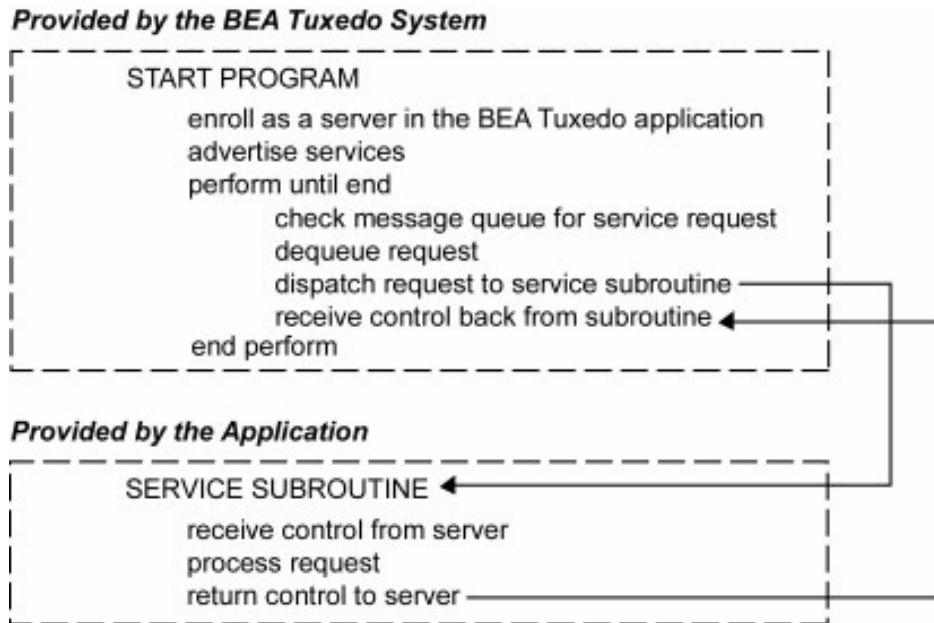 Provided by the BEA Tuxedo System
START PROGRAM
enroll as a server in the BEA Tuxedo application
advertise services
perform until end
check message queue for service request
dequeue request
dispatch request to service subroutine
receive control back from subroutine
end perform
Provided by the Application
SERVICE SUBROUTINE
receive control from server
process request
return control to server